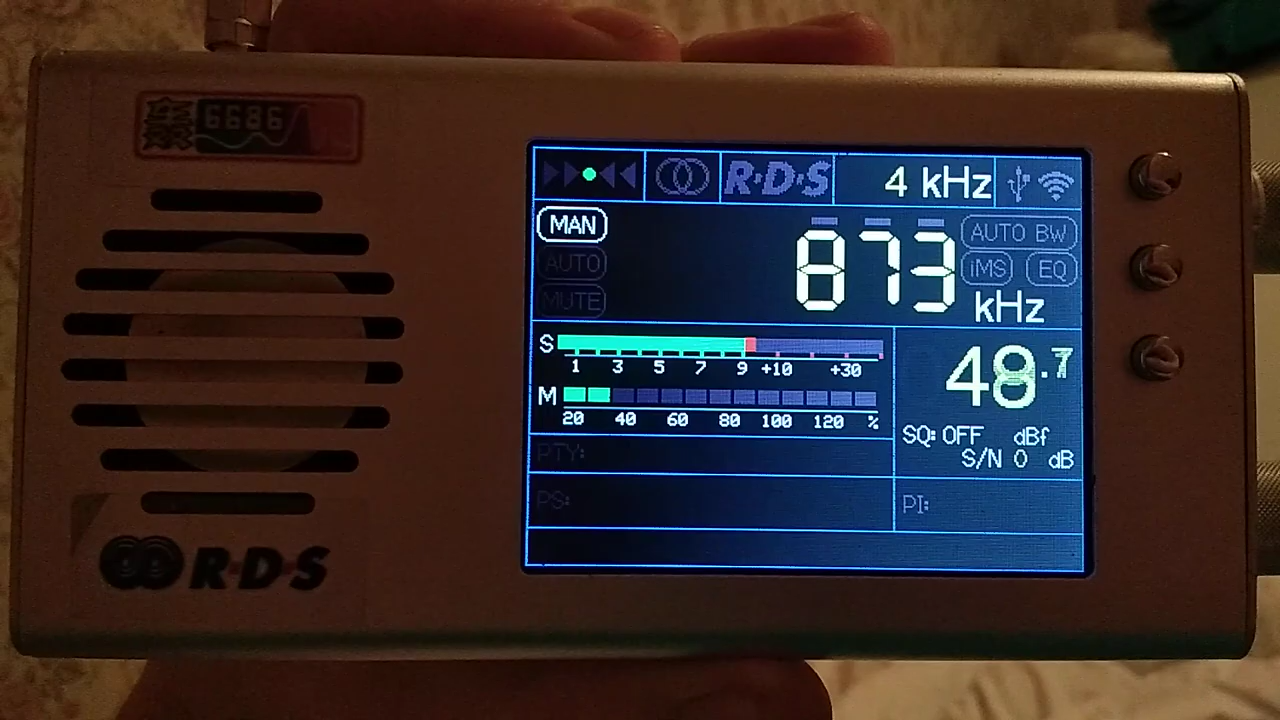 6686
R·D·S
R·D·S 4 kHz
MAN
AUTO
MUTE
873
kHz
AUTO BW
iMS EQ
S
1 3 5 7 9 +10 +30
M
20 40 60 80 100 120 %
48.7
SQ: OFF dBf
S/N 0 dB
PTY:
PS:
PI: